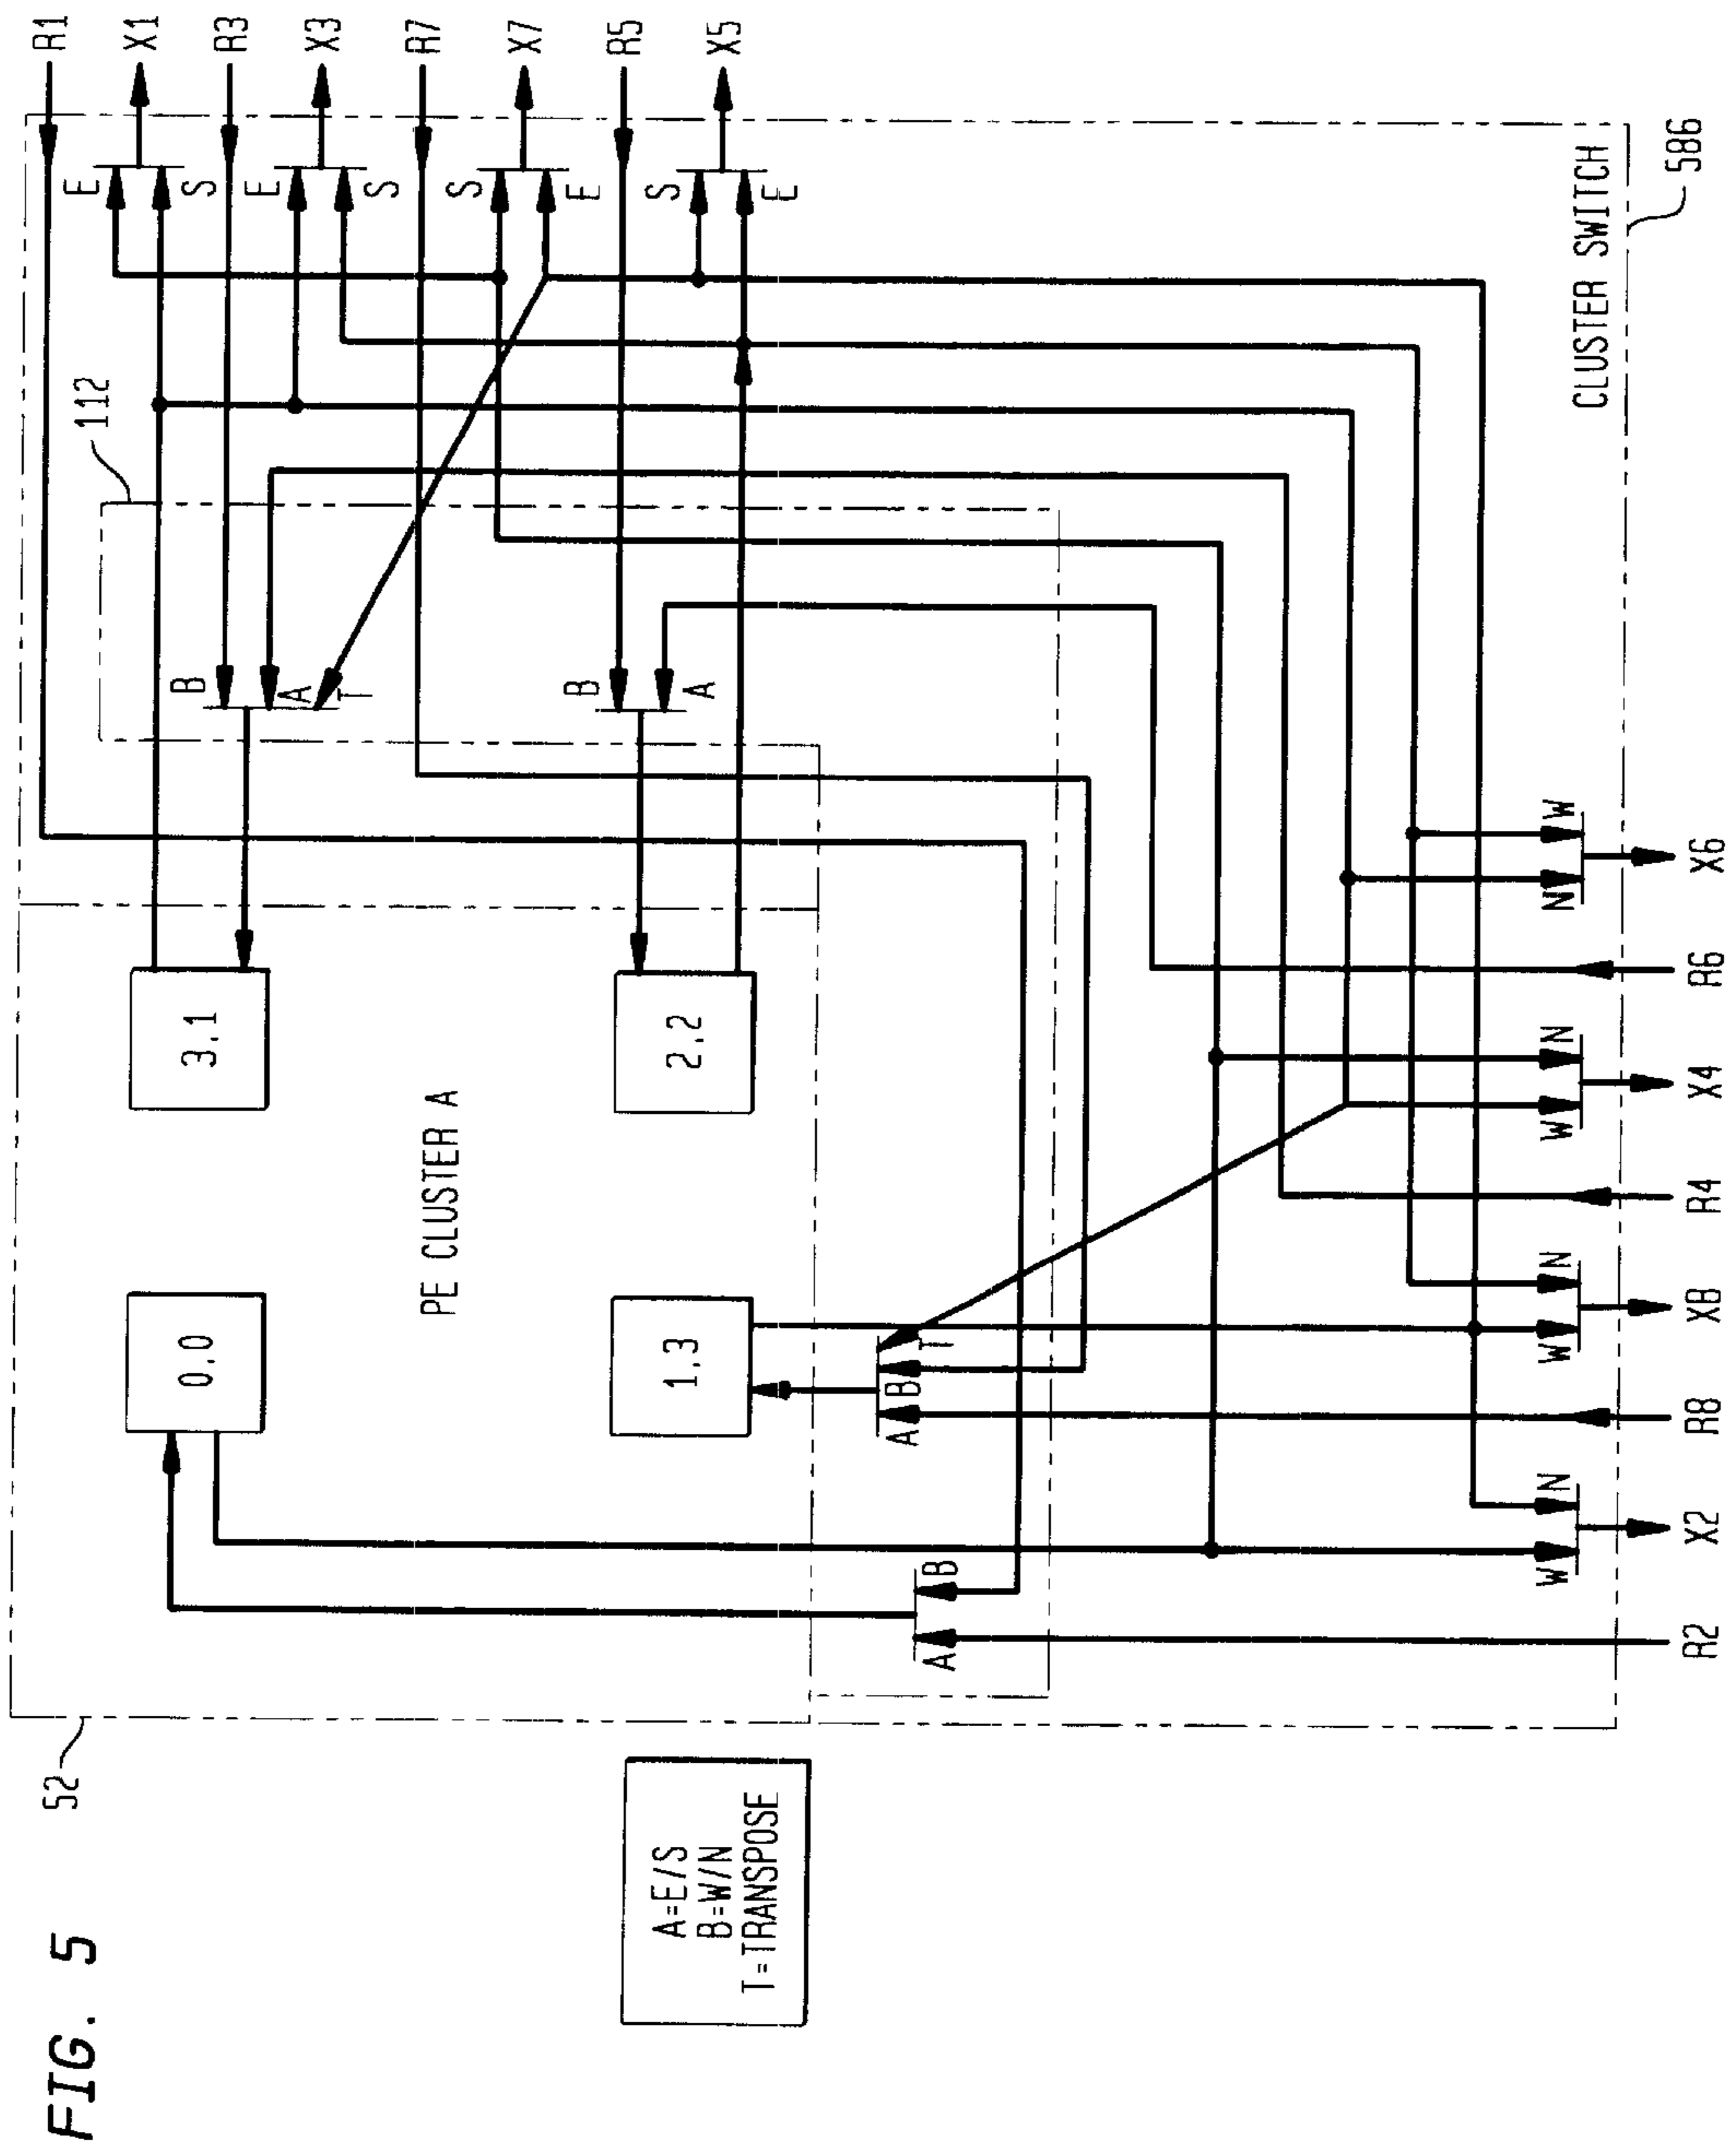 FIG. 5
52
R1
E
X1
112
B
S
R3
0,0
3,1
A
E
X3
T
S
PE CLUSTER A
R7
S
X7
B
E
R5
1,3
2,2
A
S
X5
E
A=E/S
B=W/N
T=TRANSPOSE
A
B
A
B
T
W
N
W
N
W
N
N
W
CLUSTER SWITCH
586
R2
X2
R8
X8
R4
X4
R6
X6